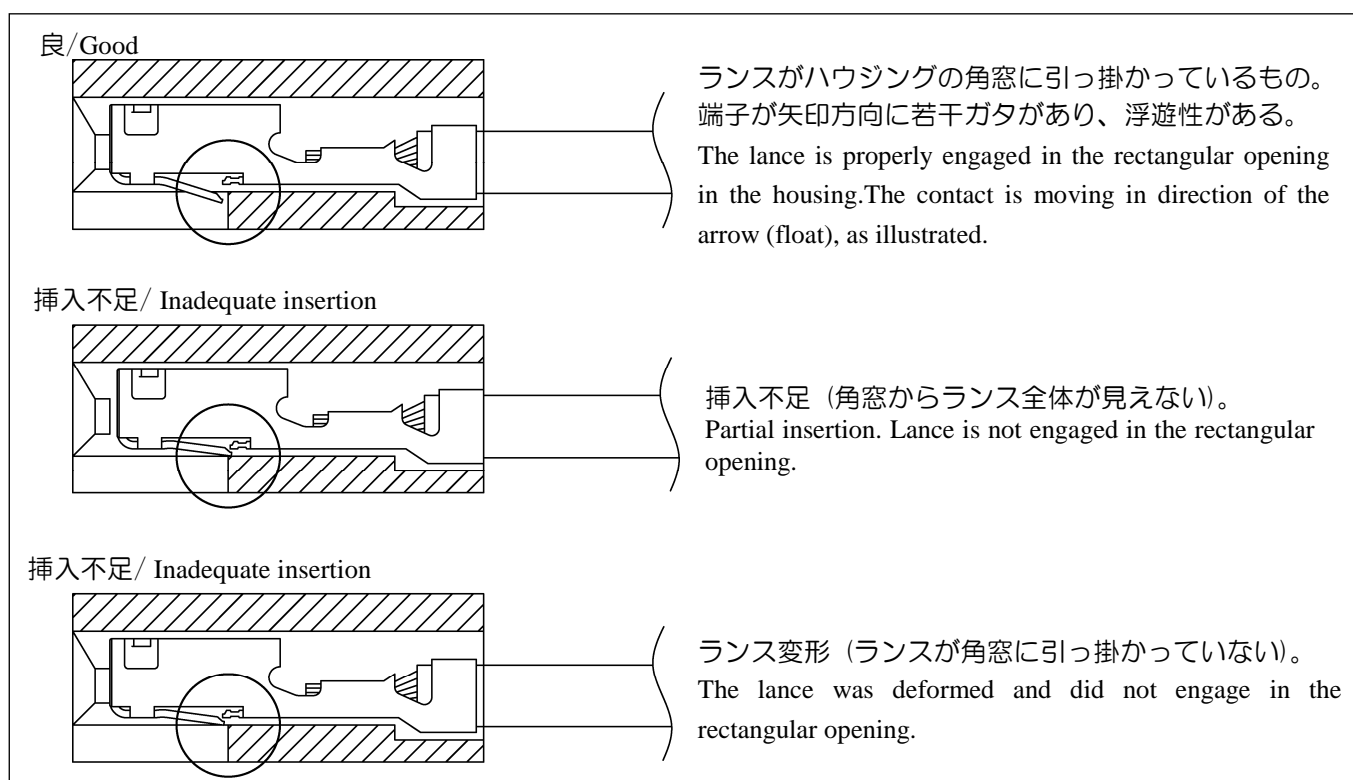 良/Good
ランスがハウジングの角窓に引っ掛かっているもの。
端子が矢印方向に若干ガタがあり、浮遊性がある。
The lance is properly engaged in the rectangular opening
in the housing.The contact is moving in direction of the
arrow (float), as illustrated.
挿入不足/ Inadequate insertion
挿入不足（角窓からランス全体が見えない）。
Partial insertion. Lance is not engaged in the rectangular
opening.
挿入不足/ Inadequate insertion
ランス変形（ランスが角窓に引っ掛かっていない）。
The lance was deformed and did not engage in the
rectangular opening.